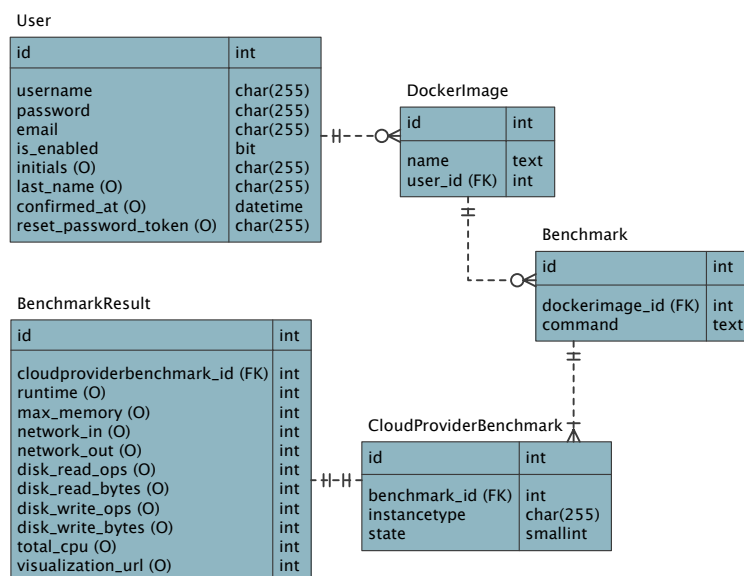 User
id int
username char(255)
password char(255)
email char(255)
is_enabled bit
initials (O) char(255)
last_name (O) char(255)
confirmed_at (O) datetime
reset_password_token (O) char(255)
DockerImage
id int
name text
user_id (FK) int
Benchmark
id int
dockerimage_id (FK) int
command text
BenchmarkResult
id int
cloudproviderbenchmark_id (FK) int
runtime (O) int
max_memory (O) int
network_in (O) int
network_out (O) int
disk_read_ops (O) int
disk_read_bytes (O) int
disk_write_ops (O) int
disk_write_bytes (O) int
total_cpu (O) int
visualization_url (O) int
CloudProviderBenchmark
id int
benchmark_id (FK) int
instancetype char(255)
state smallint